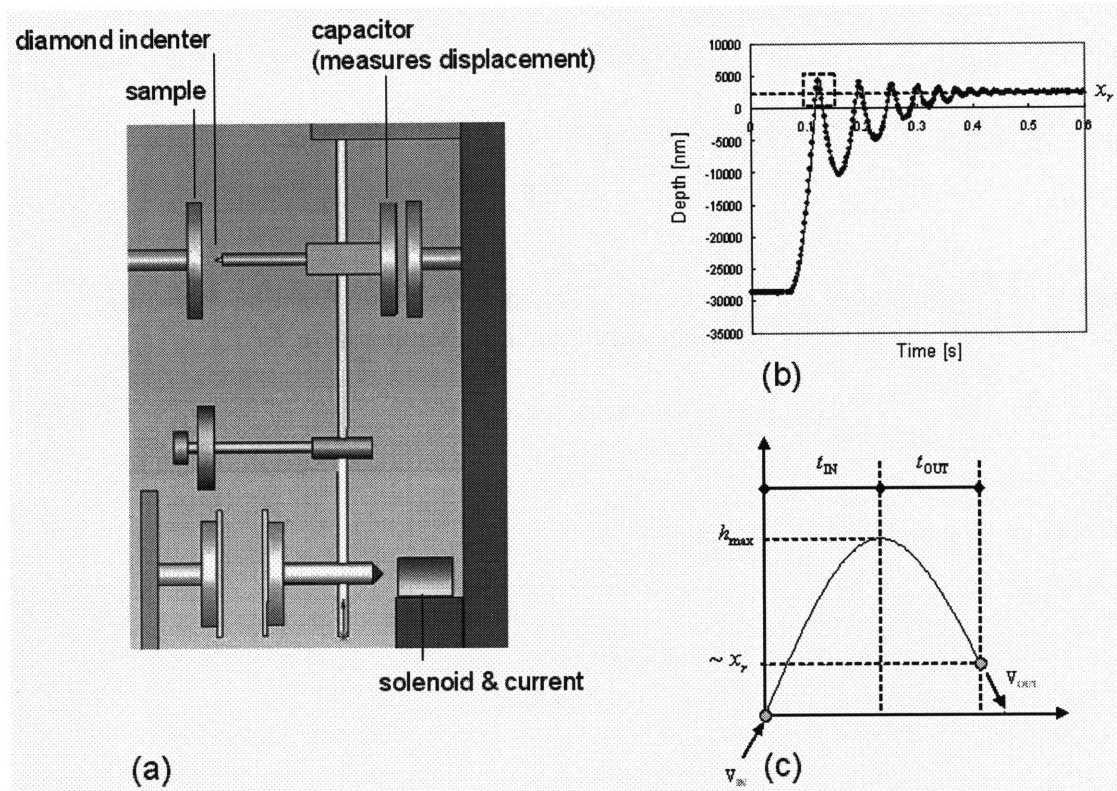 diamond indenter
sample
capacitor
(measures displacement)
solenoid & current
(a)
10000
5000
0
-5000
-10000
-15000
-20000
-25000
-30000
-35000
0
0.1
0.2
0.3
0.4
0.5
0.6
Depth [nm]
Time [s]
x_r
(b)
t_IN
t_OUT
h_max
~ x_r
V_OUT
V_IN
(c)